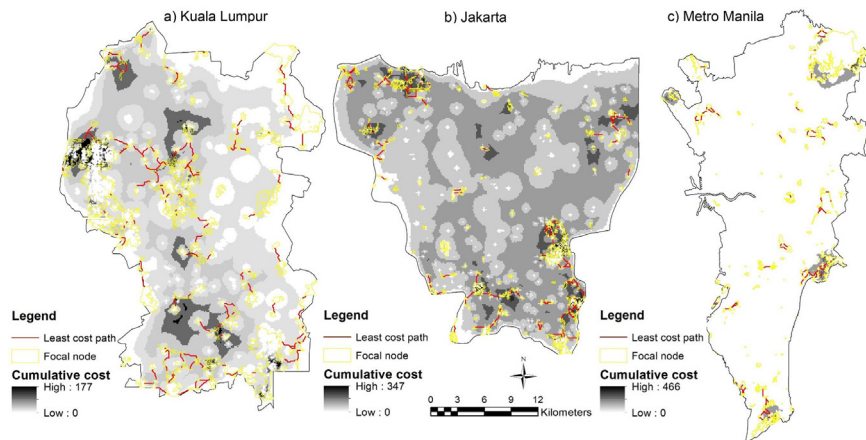 a) Kuala Lumpur
b) Jakarta
c) Metro Manila
Legend
Least cost path
Focal node
Cumulative cost
High : 177
Low : 0
Legend
Least cost path
Focal node
Cumulative cost
High : 347
Low : 0
N
0 1.5 3 6 9 12
Kilometers
Legend
Least cost path
Focal node
Cumulative cost
High : 466
Low : 0